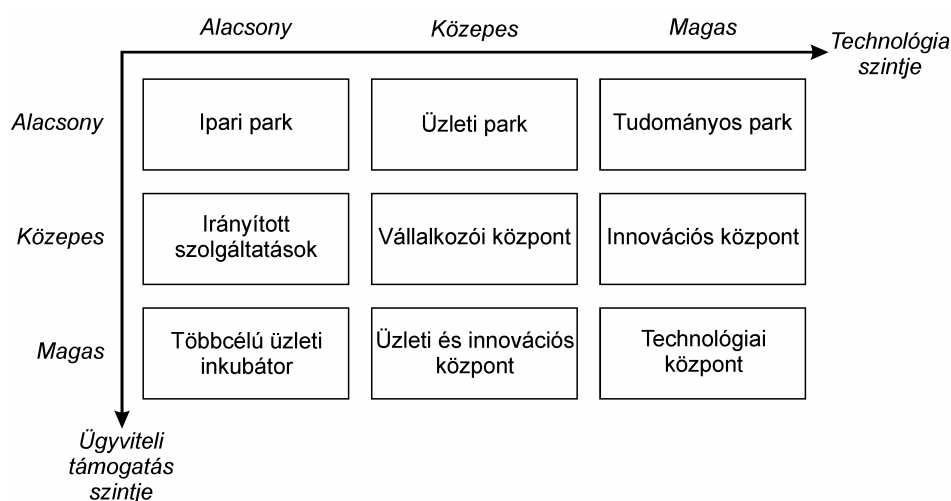 Alacsony
Közepes
Magas
Technológia
szintje
Alacsony
Ipari park
Üzleti park
Tudományos park
Közepes
Irányított
szolgáltatások
Vállalkozói központ
Innovációs központ
Magas
Többcélú üzleti
inkubátor
Üzleti és innovációs
központ
Technológiai
központ
Ügyviteli
támogatás
szintje